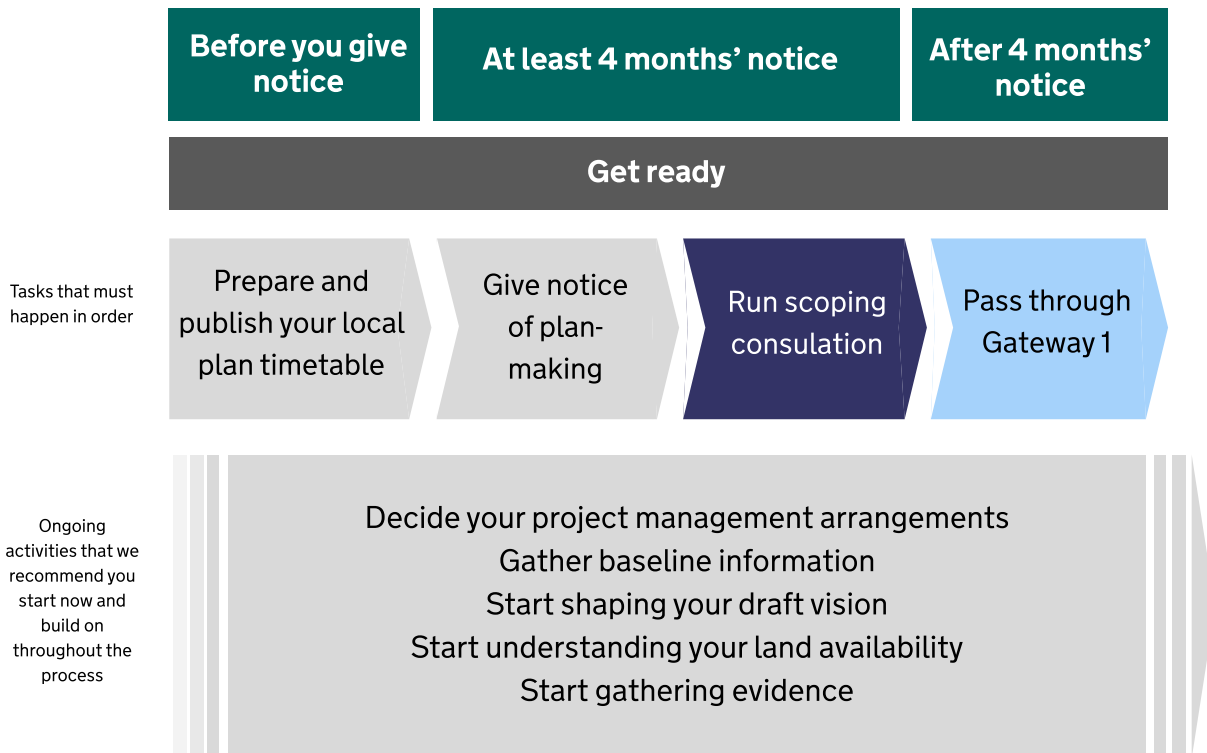 Before you give
notice
At least 4 months’ notice
After 4 months’
notice
Get ready
Tasks that must
happen in order
Prepare and
publish your local
plan timetable
Give notice
of plan-
making
Run scoping
consulation
Pass through
Gateway 1
Ongoing
activities that we
recommend you
start now and
build on
throughout the
process
Decide your project management arrangements
Gather baseline information
Start shaping your draft vision
Start understanding your land availability
Start gathering evidence